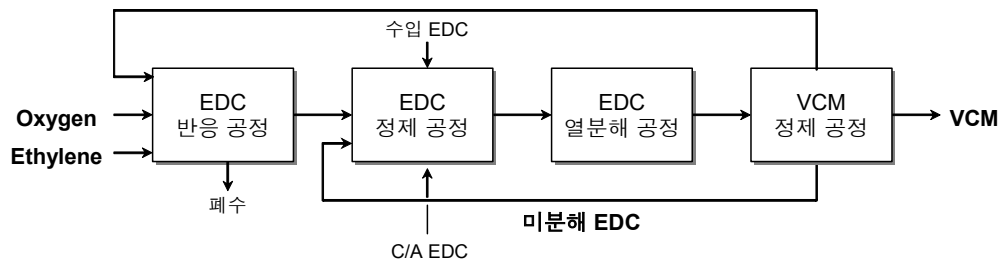 수입 EDC
Oxygen
Ethylene
EDC
반응 공정
EDC
정제 공정
EDC
열분해 공정
VCM
정제 공정
VCM
폐수
미분해 EDC
C/A EDC